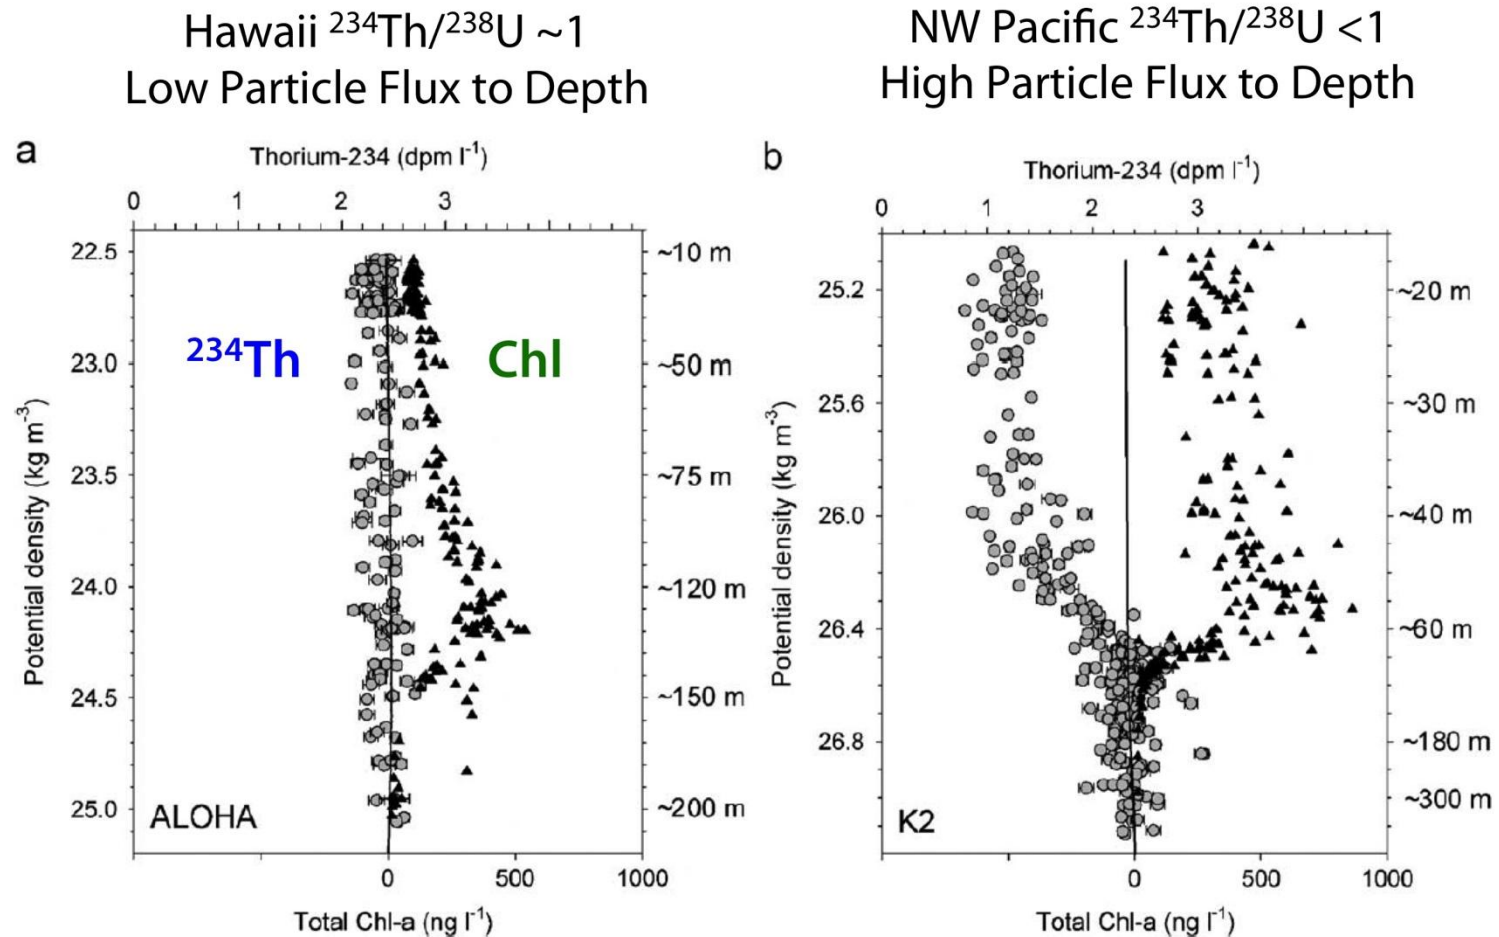 Hawaii ²³⁴Th/²³⁸U ~1
Low Particle Flux to Depth
NW Pacific ²³⁴Th/²³⁸U <1
High Particle Flux to Depth
a
Thorium-234 (dpm l⁻¹)
0 1 2 3
22.5
23.0
23.5
24.0
24.5
25.0
Potential density (kg m⁻³)
~10 m
~50 m
~75 m
~120 m
~150 m
~200 m
²³⁴Th
Chl
ALOHA
0 500 1000
Total Chl-a (ng l⁻¹)
b
Thorium-234 (dpm l⁻¹)
0 1 2 3
25.2
25.6
26.0
26.4
26.8
Potential density (kg m⁻³)
~20 m
~30 m
~40 m
~60 m
~180 m
~300 m
K2
0 500 1000
Total Chl-a (ng l⁻¹)